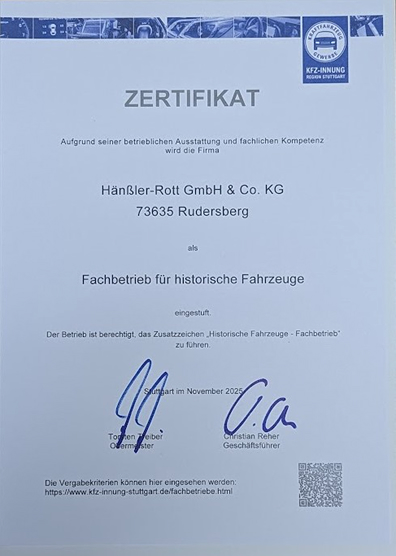 KRAFTFAHRZEUG
GEWERBE
KFZ-INNUNG
REGION STUTTGART
ZERTIFIKAT
Aufgrund seiner betrieblichen Ausstattung und fachlichen Kompetenz
wird die Firma
Hänßler-Rott GmbH & Co. KG
73635 Rudersberg
als
Fachbetrieb für historische Fahrzeuge
eingestuft.
Der Betrieb ist berechtigt, das Zusatzzeichen „Historische Fahrzeuge - Fachbetrieb"
zu führen.
Stuttgart im November 2025
Christian Reher
Obermeister
Geschäftsführer
Die Vergabekriterien können hier eingesehen werden:
https://www.kfz-innung-stuttgart.de/fachbetriebe.html